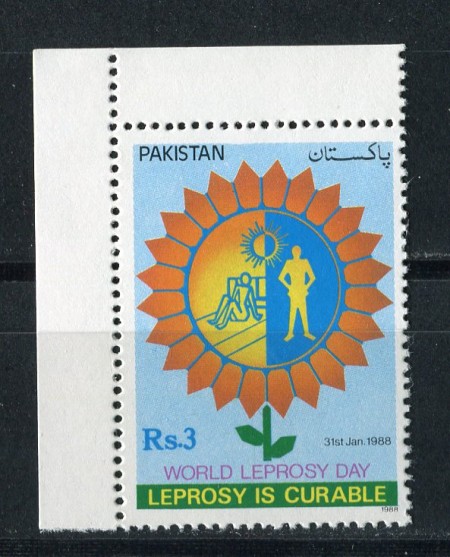 PAKISTAN پاکستان
Rs.3
31st Jan.1988
WORLD LEPROSY DAY
LEPROSY IS CURABLE
1988